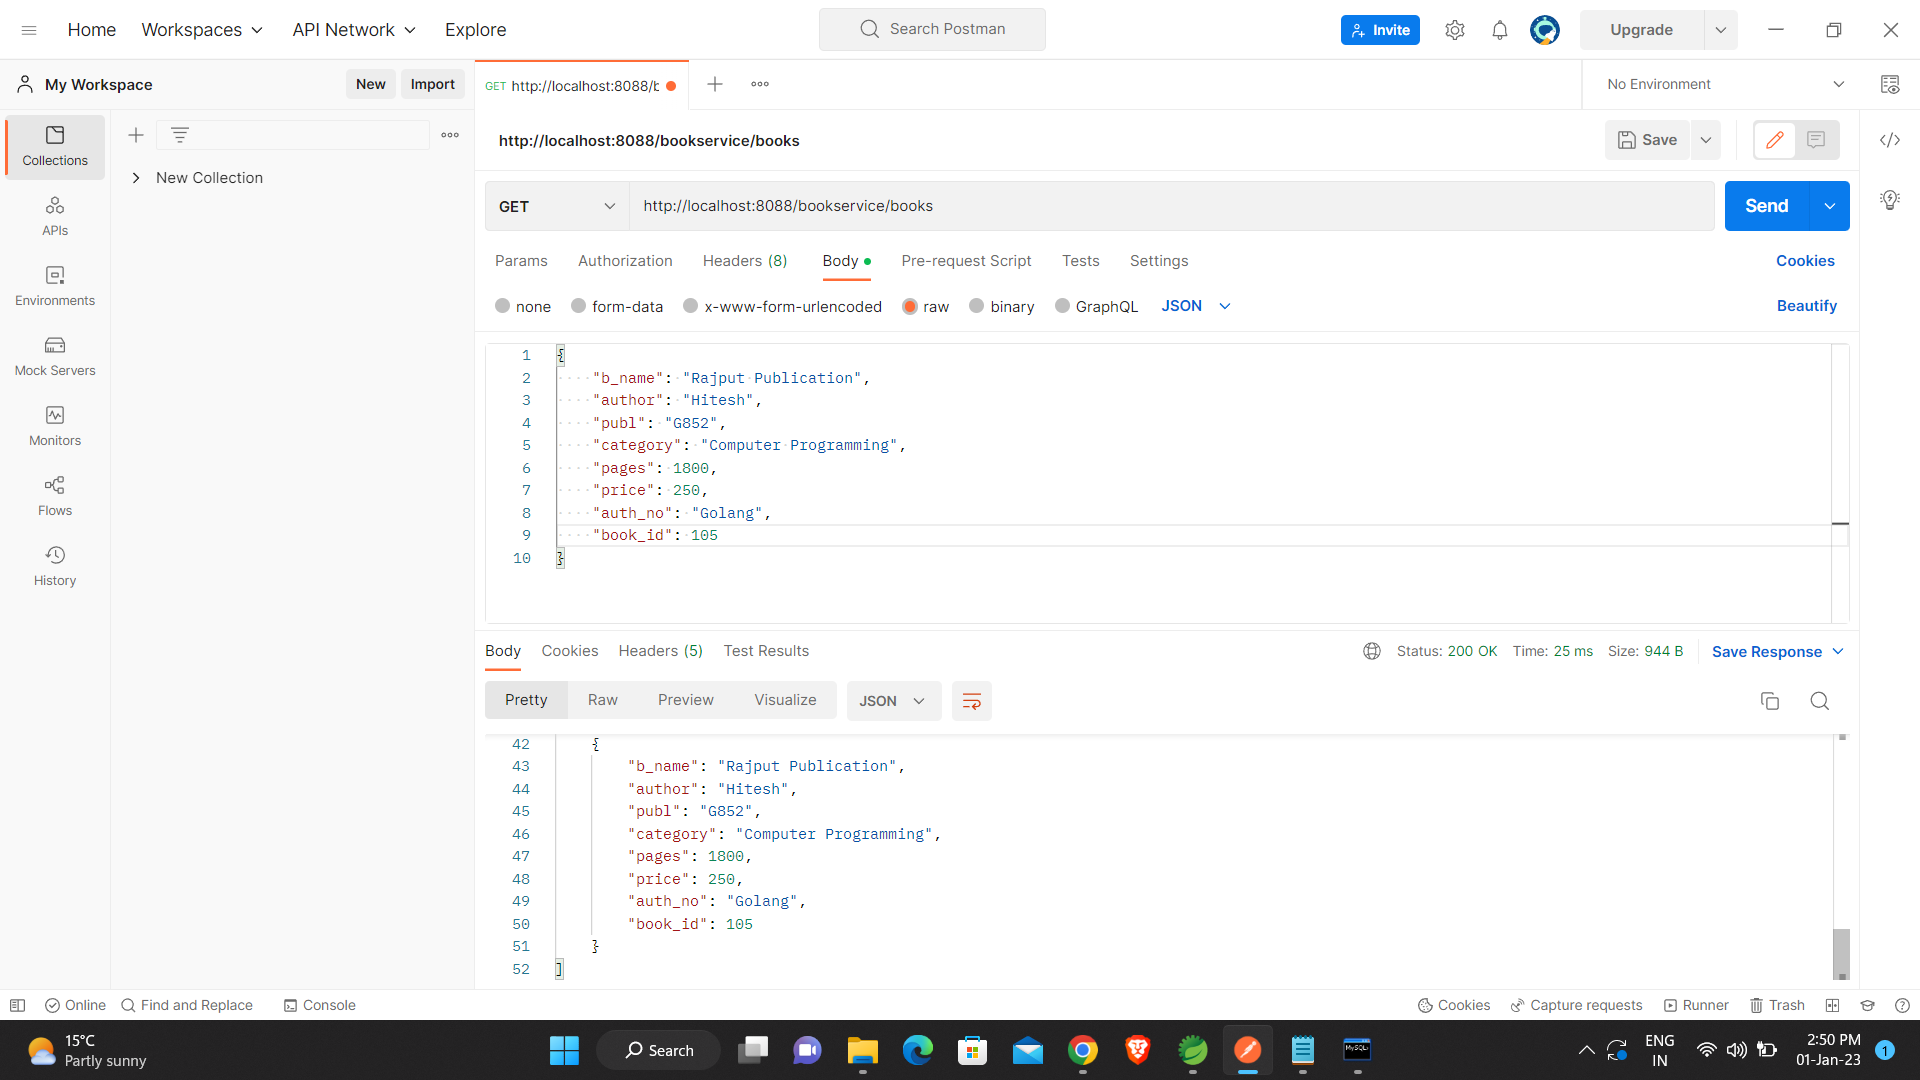 Home Workspaces API Network Explore
Search Postman
Invite Upgrade
My Workspace New Import
GET http://localhost:8088/b
No Environment
Collections
APIs
Environments
Mock Servers
Monitors
Flows
History
New Collection
http://localhost:8088/bookservice/books
Save
GET http://localhost:8088/bookservice/books Send
Params Authorization Headers (8) Body Pre-request Script Tests Settings Cookies
none form-data x-www-form-urlencoded raw binary GraphQL JSON Beautify
1 {
2 "b_name": "Rajput Publication",
3 "author": "Hitesh",
4 "publ": "G852",
5 "category": "Computer Programming",
6 "pages": 1800,
7 "price": 250,
8 "auth_no": "Golang",
9 "book_id": 105
10 }
Body Cookies Headers (5) Test Results Status: 200 OK Time: 25 ms Size: 944 B Save Response
Pretty Raw Preview Visualize JSON
42 {
43 "b_name": "Rajput Publication",
44 "author": "Hitesh",
45 "publ": "G852",
46 "category": "Computer Programming",
47 "pages": 1800,
48 "price": 250,
49 "auth_no": "Golang",
50 "book_id": 105
51 }
52 ]
Online Find and Replace Console Cookies Capture requests Runner Trash
15°C
Partly sunny
Search
MySQL
ENG
IN
2:50 PM
01-Jan-23
1